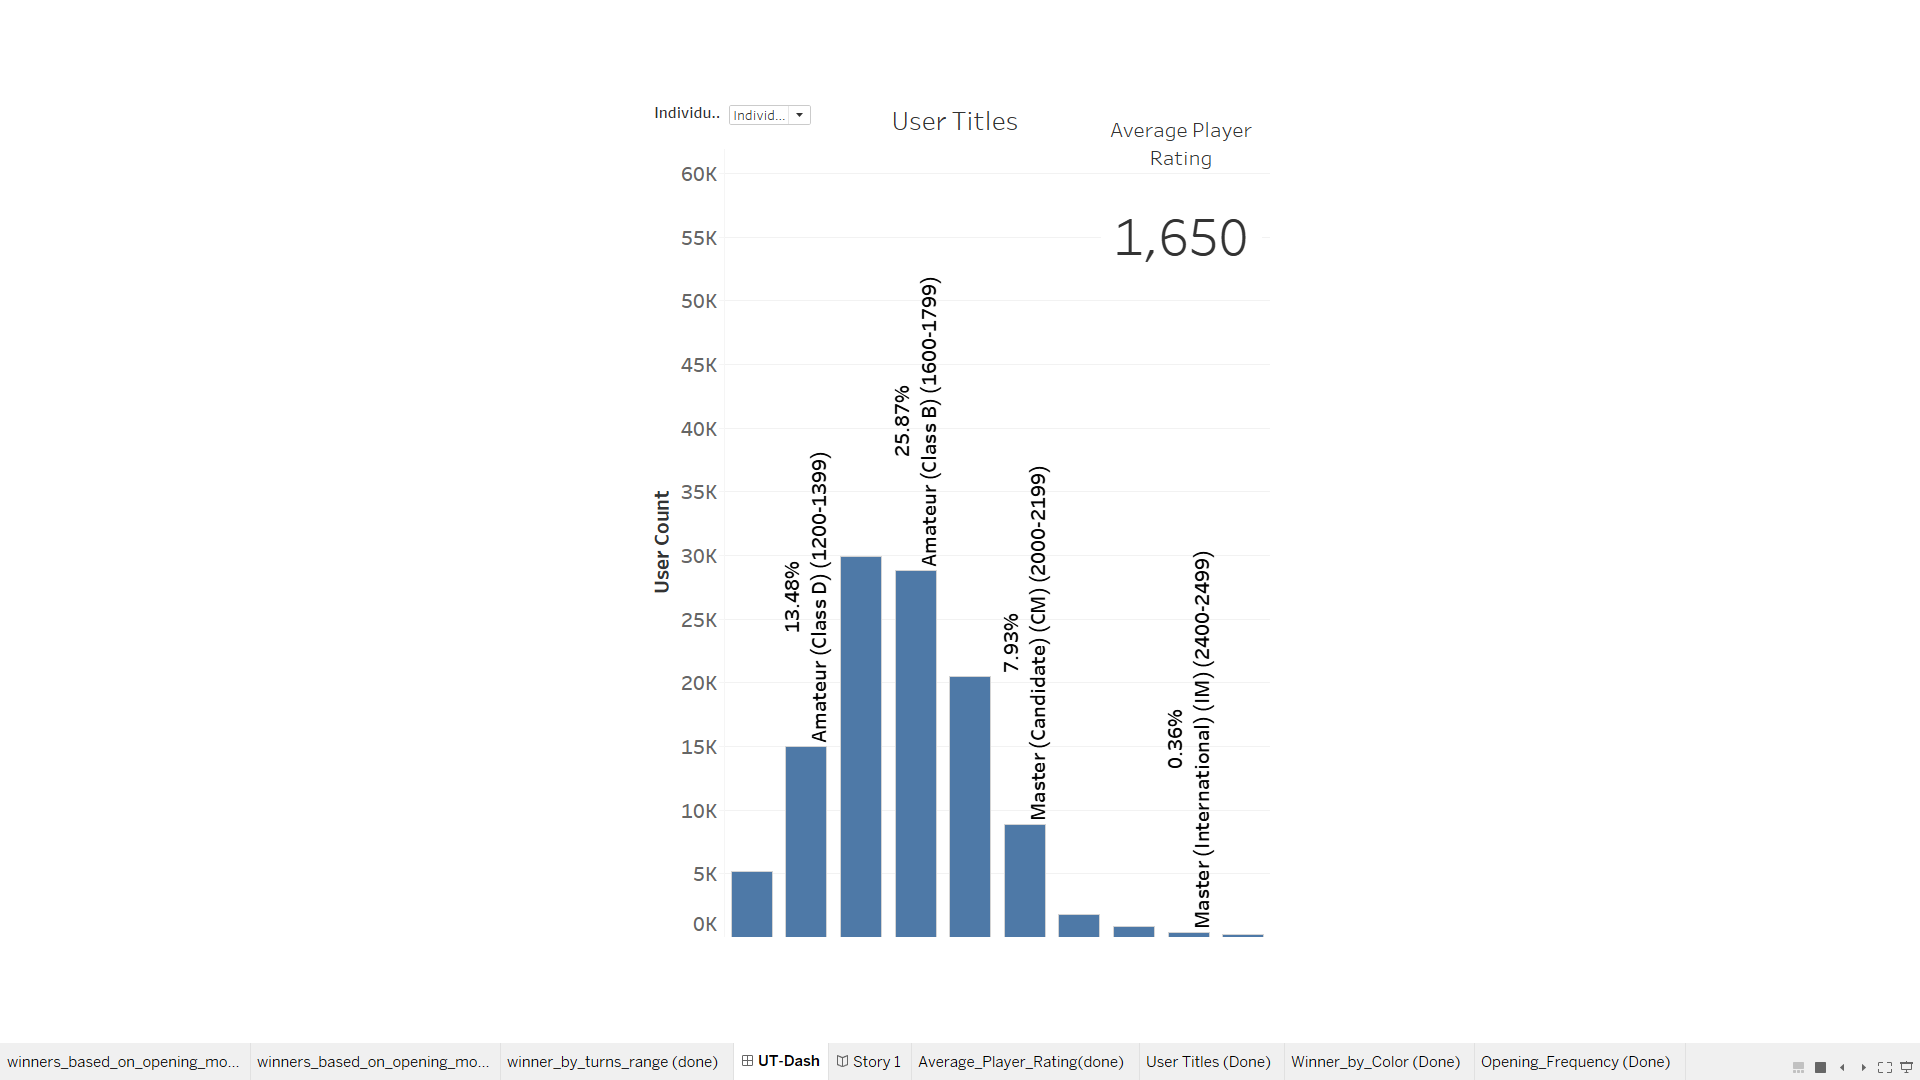 Individu..
Individ...
User Titles
Average Player
Rating
1,650
60K
55K
50K
45K
40K
35K
30K
25K
20K
15K
10K
5K
0K
User Count
13.48%
Amateur (Class D) (1200-1399)
25.87%
Amateur (Class B) (1600-1799)
7.93%
Master (Candidate) (CM) (2000-2199)
0.36%
Master (International) (IM) (2400-2499)
winners_based_on_opening_mo...
winners_based_on_opening_mo...
winner_by_turns_range (done)
UT-Dash
Story 1
Average_Player_Rating(done)
User Titles (Done)
Winner_by_Color (Done)
Opening_Frequency (Done)